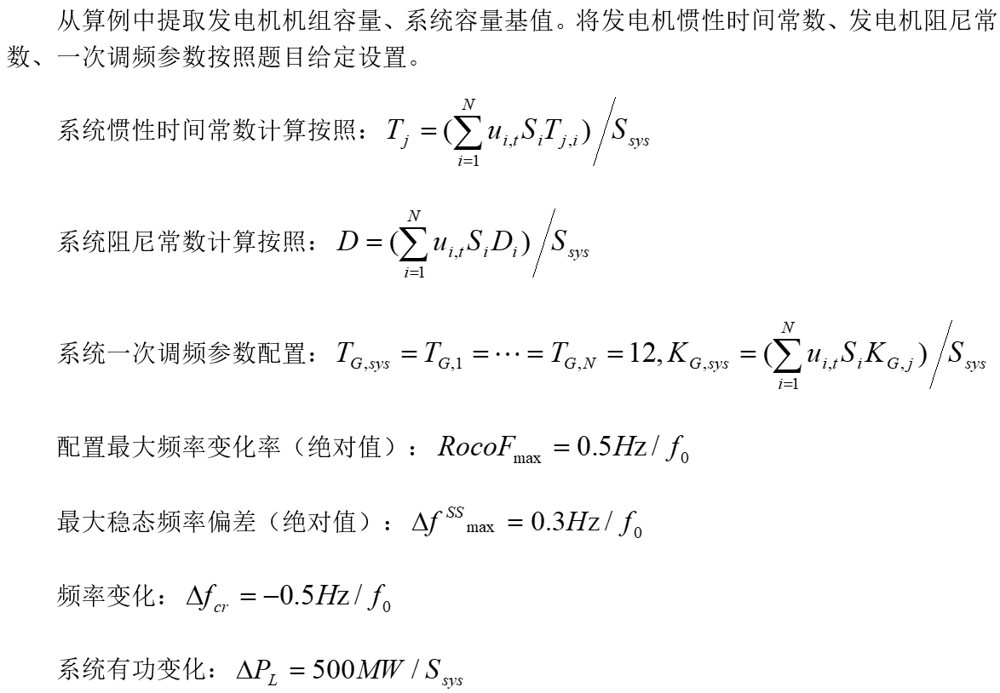 从算例中提取发电机机组容量、系统容量基值。将发电机惯性时间常数、发电机阻尼常
数、一次调频参数按照题目给定设置。
系统惯性时间常数计算按照：$T_j = (\sum_{i=1}^{N} u_{i,t} S_i T_{j,i}) / S_{sys}$
系统阻尼常数计算按照：$D = (\sum_{i=1}^{N} u_{i,t} S_i D_i) / S_{sys}$
系统一次调频参数配置：$T_{G,sys} = T_{G,1} = \cdots = T_{G,N} = 12, K_{G,sys} = (\sum_{i=1}^{N} u_{i,t} S_i K_{G,j}) / S_{sys}$
配置最大频率变化率（绝对值）：$RocoF_{\max} = 0.5Hz / f_0$
最大稳态频率偏差（绝对值）：$\Delta f^{SS}_{\max} = 0.3Hz / f_0$
频率变化：$\Delta f_{cr} = -0.5Hz / f_0$
系统有功变化：$\Delta P_L = 500MW / S_{sys}$